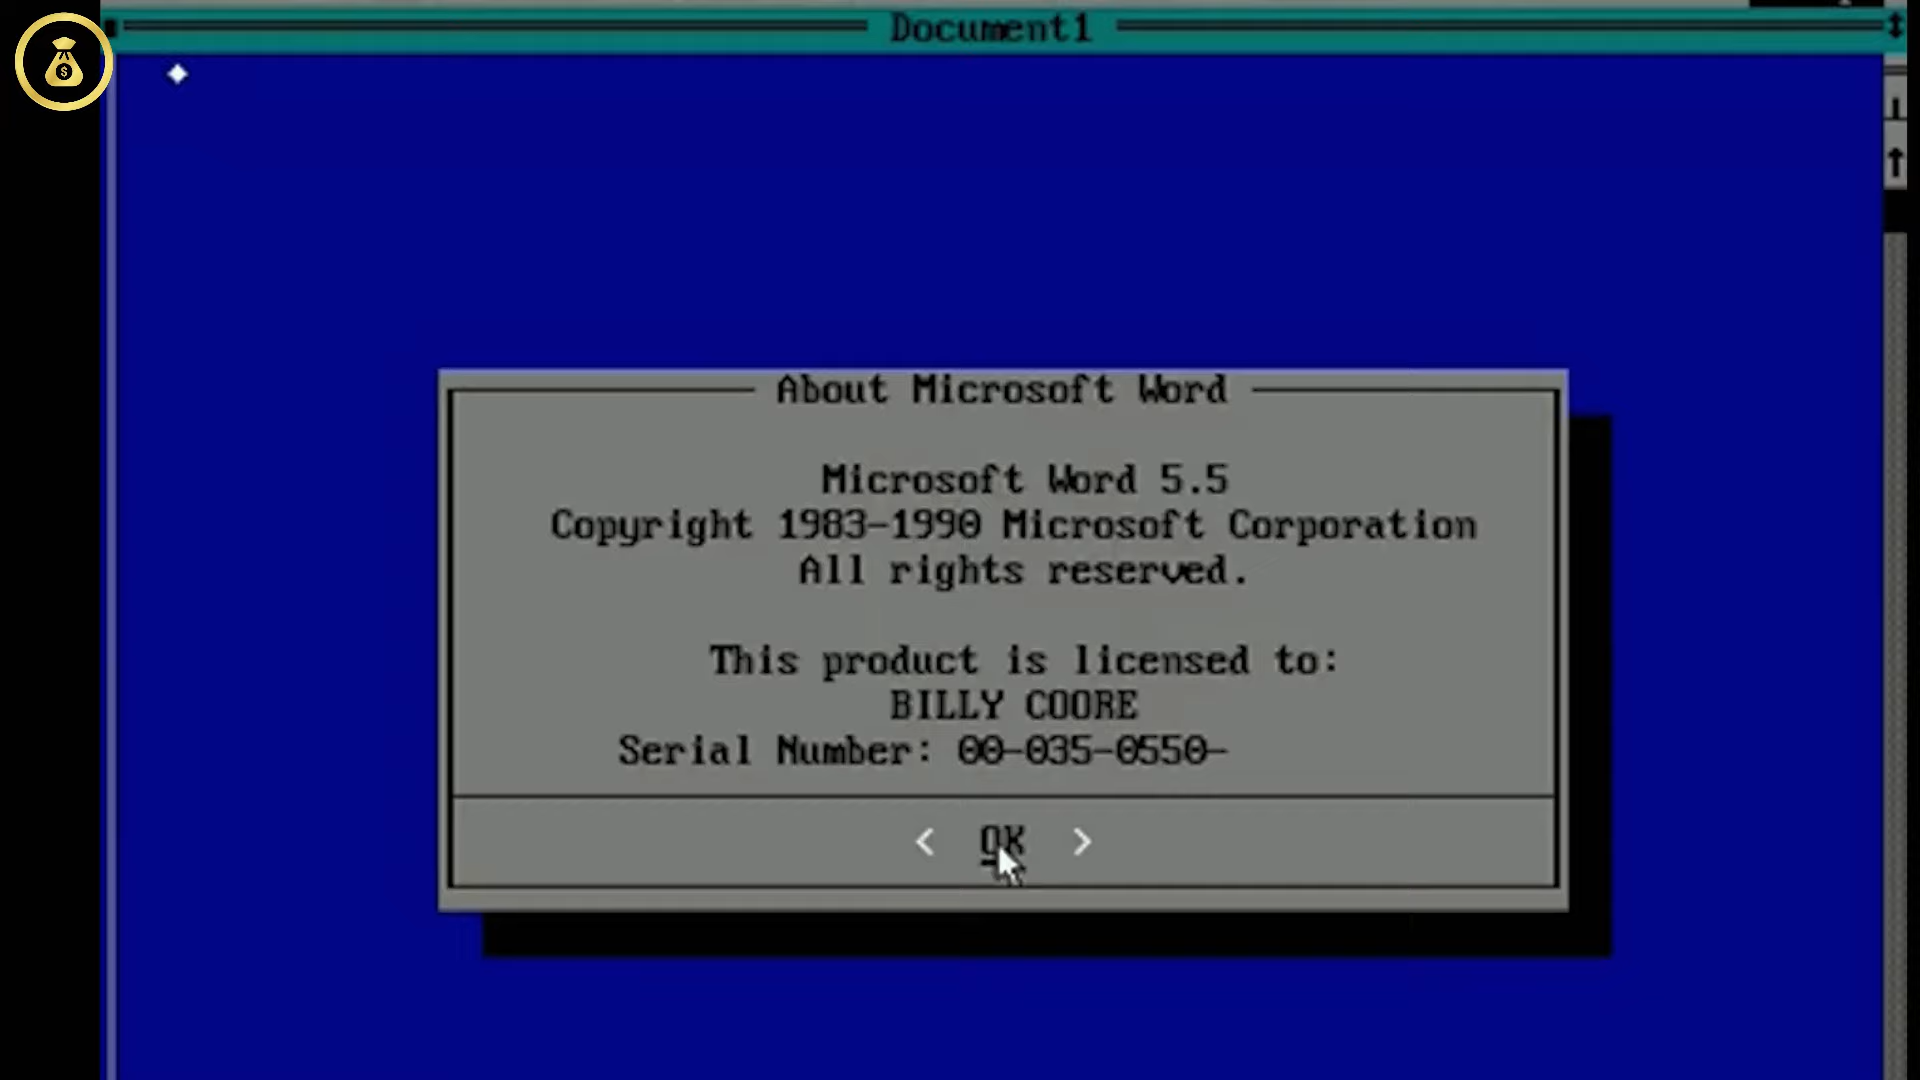 Document1
About Microsoft Word
Microsoft Word 5.5
Copyright 1983-1990 Microsoft Corporation
All rights reserved.
This product is licensed to:
BILLY COORE
Serial Number: 00-035-0550-
< OK >
$